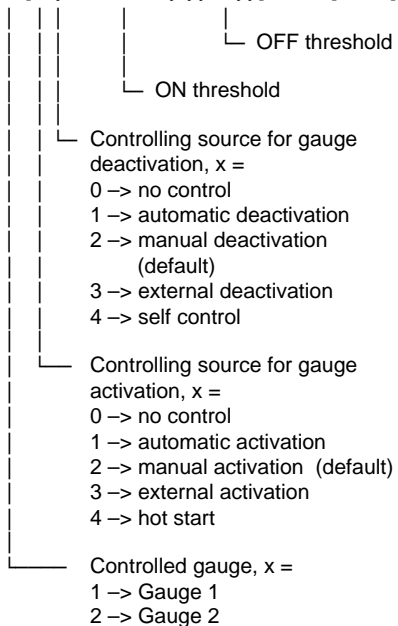 OFF threshold
ON threshold
Controlling source for gauge
deactivation, x =
0 –> no control
1 –> automatic deactivation
2 –> manual deactivation
(default)
3 –> external deactivation
4 –> self control
Controlling source for gauge
activation, x =
0 –> no control
1 –> automatic activation
2 –> manual activation (default)
3 –> external activation
4 –> hot start
Controlled gauge, x =
1 –> Gauge 1
2 –> Gauge 2